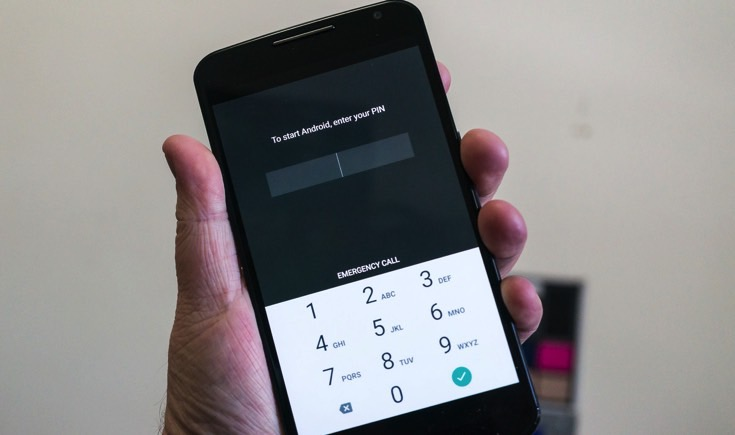 To start Android, enter your PIN
EMERGENCY CALL
1 2 ABC 3 DEF
4 GHI 5 JKL 6 MNO
7 PQRS 8 TUV 9 WXYZ
0